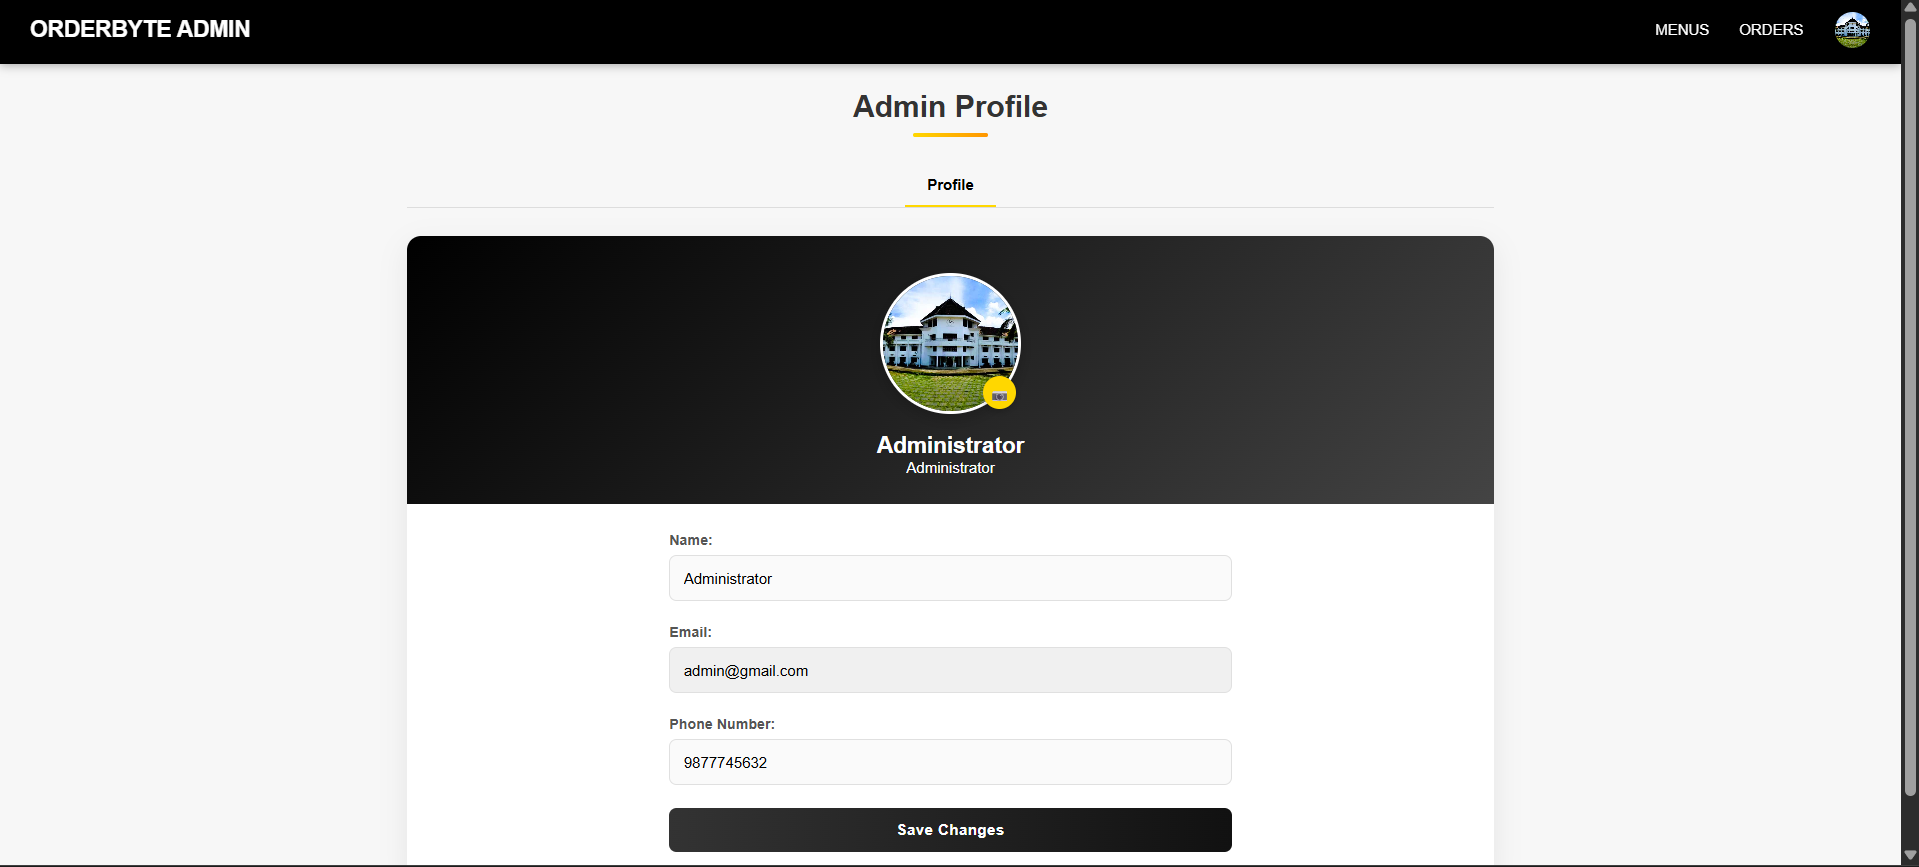 ORDERBYTE ADMIN
MENUS ORDERS
Admin Profile
Profile
Administrator
Administrator
Name:
Administrator
Email:
admin@gmail.com
Phone Number:
9877745632
Save Changes